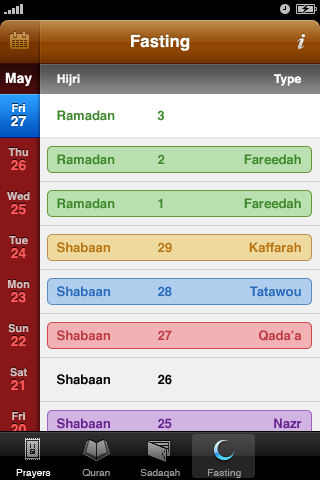 Fasting
i
May Hijri Type
Fri 27 Ramadan 3
Thu 26 Ramadan 2 Fareedah
Wed 25 Ramadan 1 Fareedah
Tue 24 Shabaan 29 Kaffarah
Mon 23 Shabaan 28 Tatawou
Sun 22 Shabaan 27 Qada'a
Sat 21 Shabaan 26
Fri 20 Shabaan 25 Nazr
Prayers Quran Sadaqah Fasting